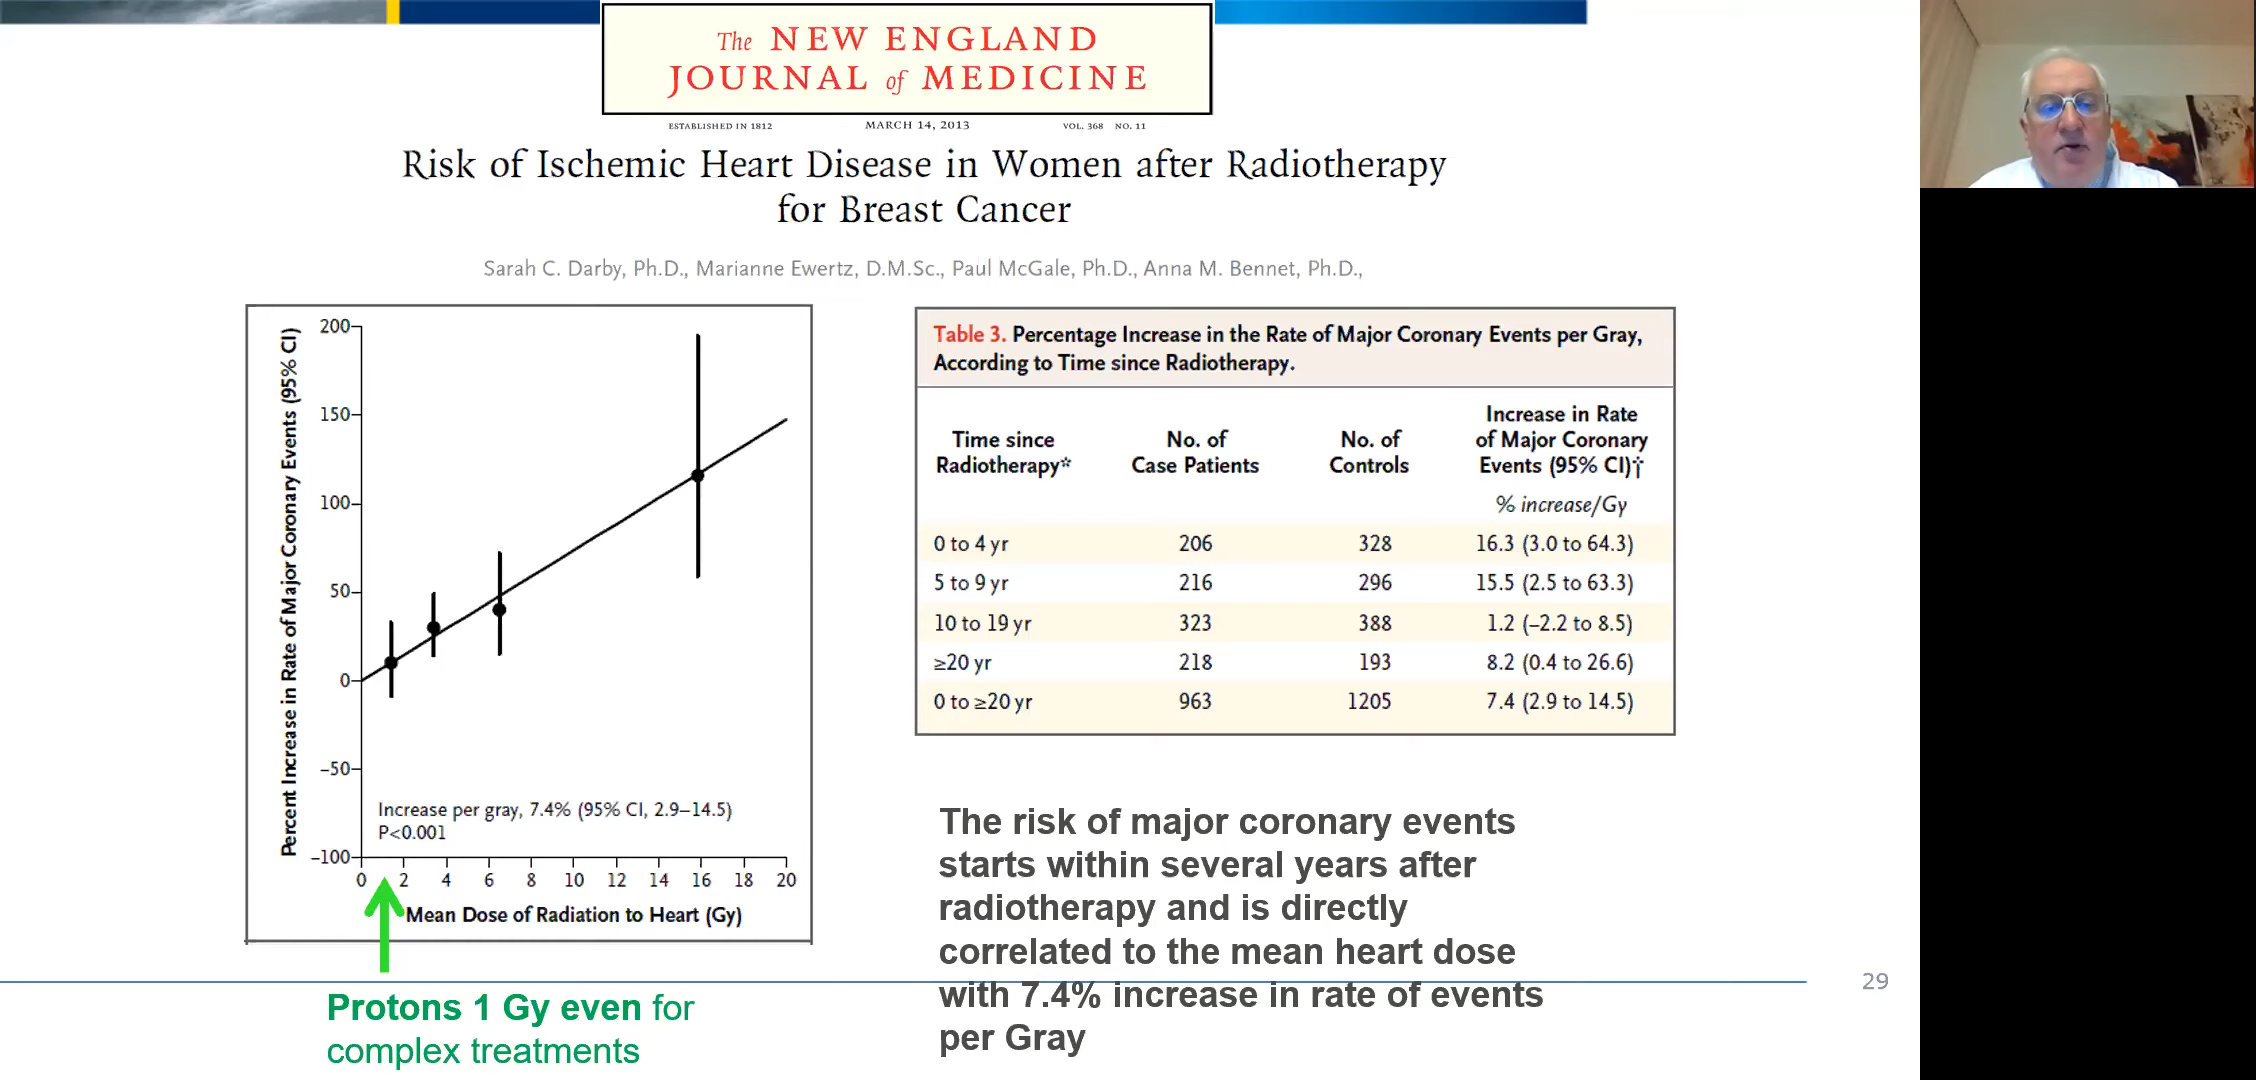 The NEW ENGLAND
JOURNAL of MEDICINE
ESTABLISHED IN 1812 MARCH 14, 2013 VOL. 368 NO. 11
Risk of Ischemic Heart Disease in Women after Radiotherapy
for Breast Cancer
Sarah C. Darby, Ph.D., Marianne Ewertz, D.M.Sc., Paul McGale, Ph.D., Anna M. Bennet, Ph.D.,
Percent Increase in Rate of Major Coronary Events (95% CI)
200
150
100
50
0
–50
–100
Increase per gray, 7.4% (95% CI, 2.9–14.5)
P<0.001
0 2 4 6 8 10 12 14 16 18 20
Mean Dose of Radiation to Heart (Gy)
Protons 1 Gy even for
complex treatments
Table 3. Percentage Increase in the Rate of Major Coronary Events per Gray,
According to Time since Radiotherapy.
Time since
Radiotherapy*
No. of
Case Patients
No. of
Controls
Increase in Rate
of Major Coronary
Events (95% CI)†
% increase/Gy
0 to 4 yr 206 328 16.3 (3.0 to 64.3)
5 to 9 yr 216 296 15.5 (2.5 to 63.3)
10 to 19 yr 323 388 1.2 (–2.2 to 8.5)
≥20 yr 218 193 8.2 (0.4 to 26.6)
0 to ≥20 yr 963 1205 7.4 (2.9 to 14.5)
The risk of major coronary events
starts within several years after
radiotherapy and is directly
correlated to the mean heart dose
with 7.4% increase in rate of events
per Gray
29